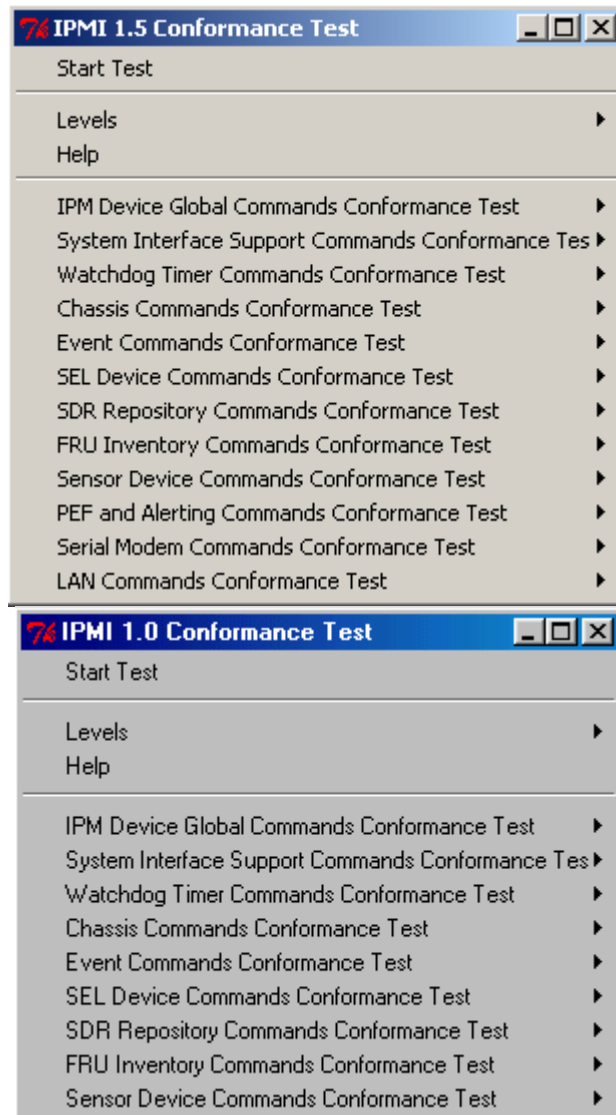 IPMI 1.5 Conformance Test
Start Test
Levels
Help
IPM Device Global Commands Conformance Test
System Interface Support Commands Conformance Tes
Watchdog Timer Commands Conformance Test
Chassis Commands Conformance Test
Event Commands Conformance Test
SEL Device Commands Conformance Test
SDR Repository Commands Conformance Test
FRU Inventory Commands Conformance Test
Sensor Device Commands Conformance Test
PEF and Alerting Commands Conformance Test
Serial Modem Commands Conformance Test
LAN Commands Conformance Test
IPMI 1.0 Conformance Test
Start Test
Levels
Help
IPM Device Global Commands Conformance Test
System Interface Support Commands Conformance Tes
Watchdog Timer Commands Conformance Test
Chassis Commands Conformance Test
Event Commands Conformance Test
SEL Device Commands Conformance Test
SDR Repository Commands Conformance Test
FRU Inventory Commands Conformance Test
Sensor Device Commands Conformance Test